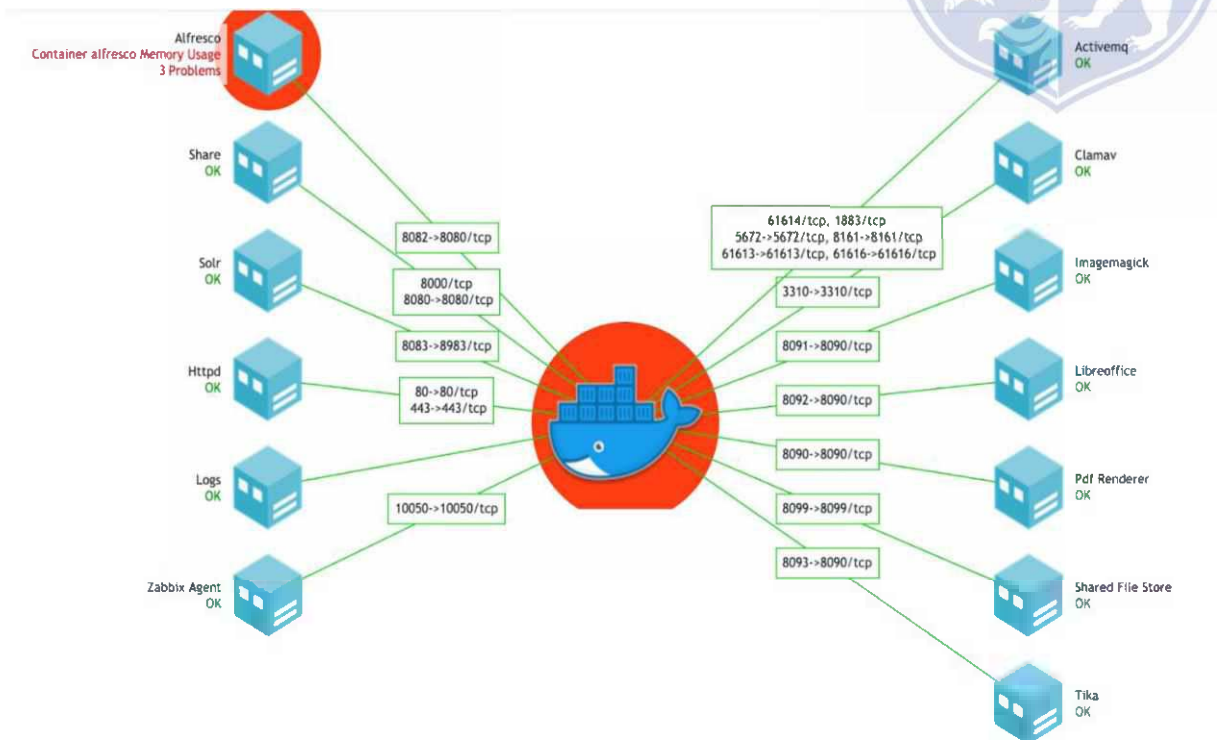 Alfresco
Container alfresco Memory Usage
3 Problems
Share
OK
Solr
OK
Httpd
OK
Logs
OK
Zabbix Agent
OK
8082->8080/tcp
8000/tcp
8080->8080/tcp
8083->8983/tcp
80->80/tcp
443->443/tcp
10050->10050/tcp
61614/tcp, 1883/tcp
5672->5672/tcp, 8161->8161/tcp
61613->61613/tcp, 61616->61616/tcp
3310->3310/tcp
8091->8090/tcp
8092->8090/tcp
8090->8090/tcp
8099->8099/tcp
8093->8090/tcp
Activemq
OK
Clamav
OK
Imagemagick
OK
Libreoffice
OK
Pdf Renderer
OK
Shared File Store
OK
Tika
OK